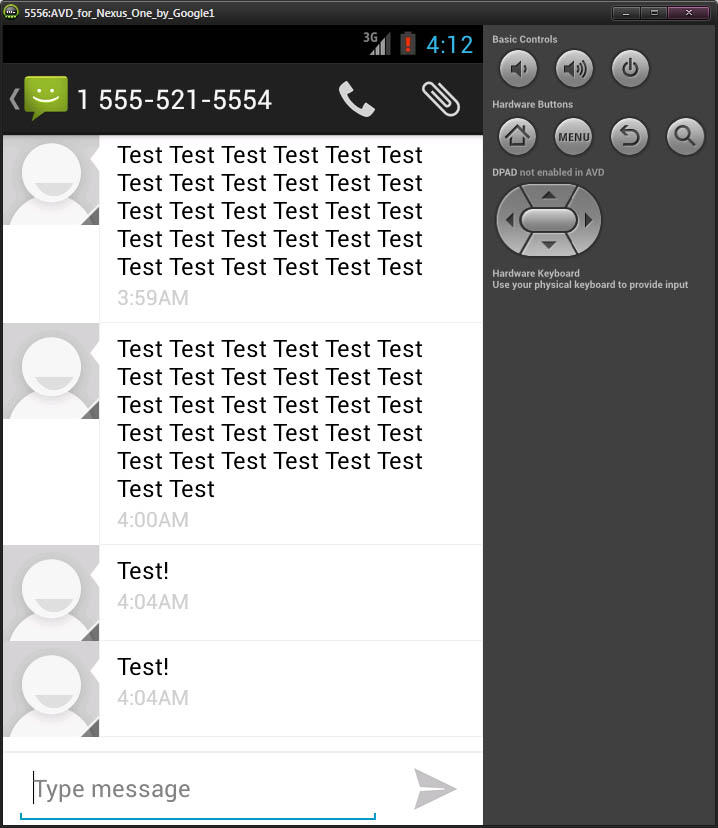 5556:AVD_for_Nexus_One_by_Google1
3G 4:12
1 555-521-5554
Test Test Test Test Test Test
Test Test Test Test Test Test
Test Test Test Test Test Test
Test Test Test Test Test Test
Test Test Test Test Test Test
3:59AM
Test Test Test Test Test Test
Test Test Test Test Test Test
Test Test Test Test Test Test
Test Test Test Test Test Test
Test Test Test Test Test Test
Test Test
4:00AM
Test!
4:04AM
Test!
4:04AM
Type message
Basic Controls
Hardware Buttons
MENU
DPAD not enabled in AVD
Hardware Keyboard
Use your physical keyboard to provide input